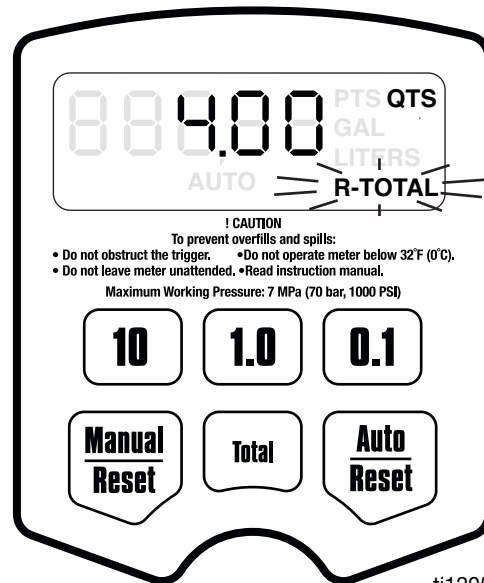 4.00 PTS QTS
GAL
LITERS
AUTO R-TOTAL
! CAUTION
To prevent overfills and spills:
• Do not obstruct the trigger. •Do not operate meter below 32°F (0°C).
• Do not leave meter unattended. •Read instruction manual.
Maximum Working Pressure: 7 MPa (70 bar, 1000 PSI)
10 1.0 0.1
Manual
Reset
Total
Auto
Reset